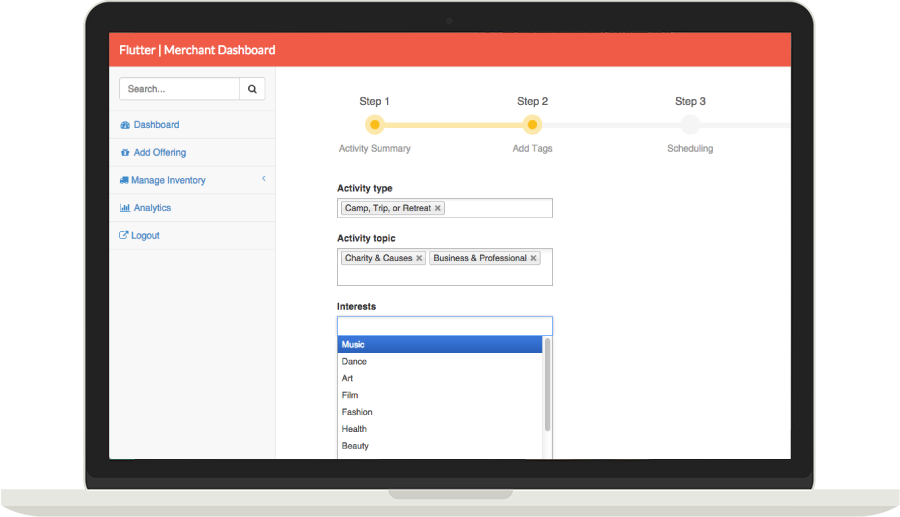 Flutter | Merchant Dashboard
Search...
Dashboard
Add Offering
Manage Inventory
Analytics
Logout
Step 1 Step 2 Step 3
Activity Summary Add Tags Scheduling
Activity type
Camp, Trip, or Retreat ×
Activity topic
Charity & Causes × Business & Professional ×
Interests
Music
Dance
Art
Film
Fashion
Health
Beauty